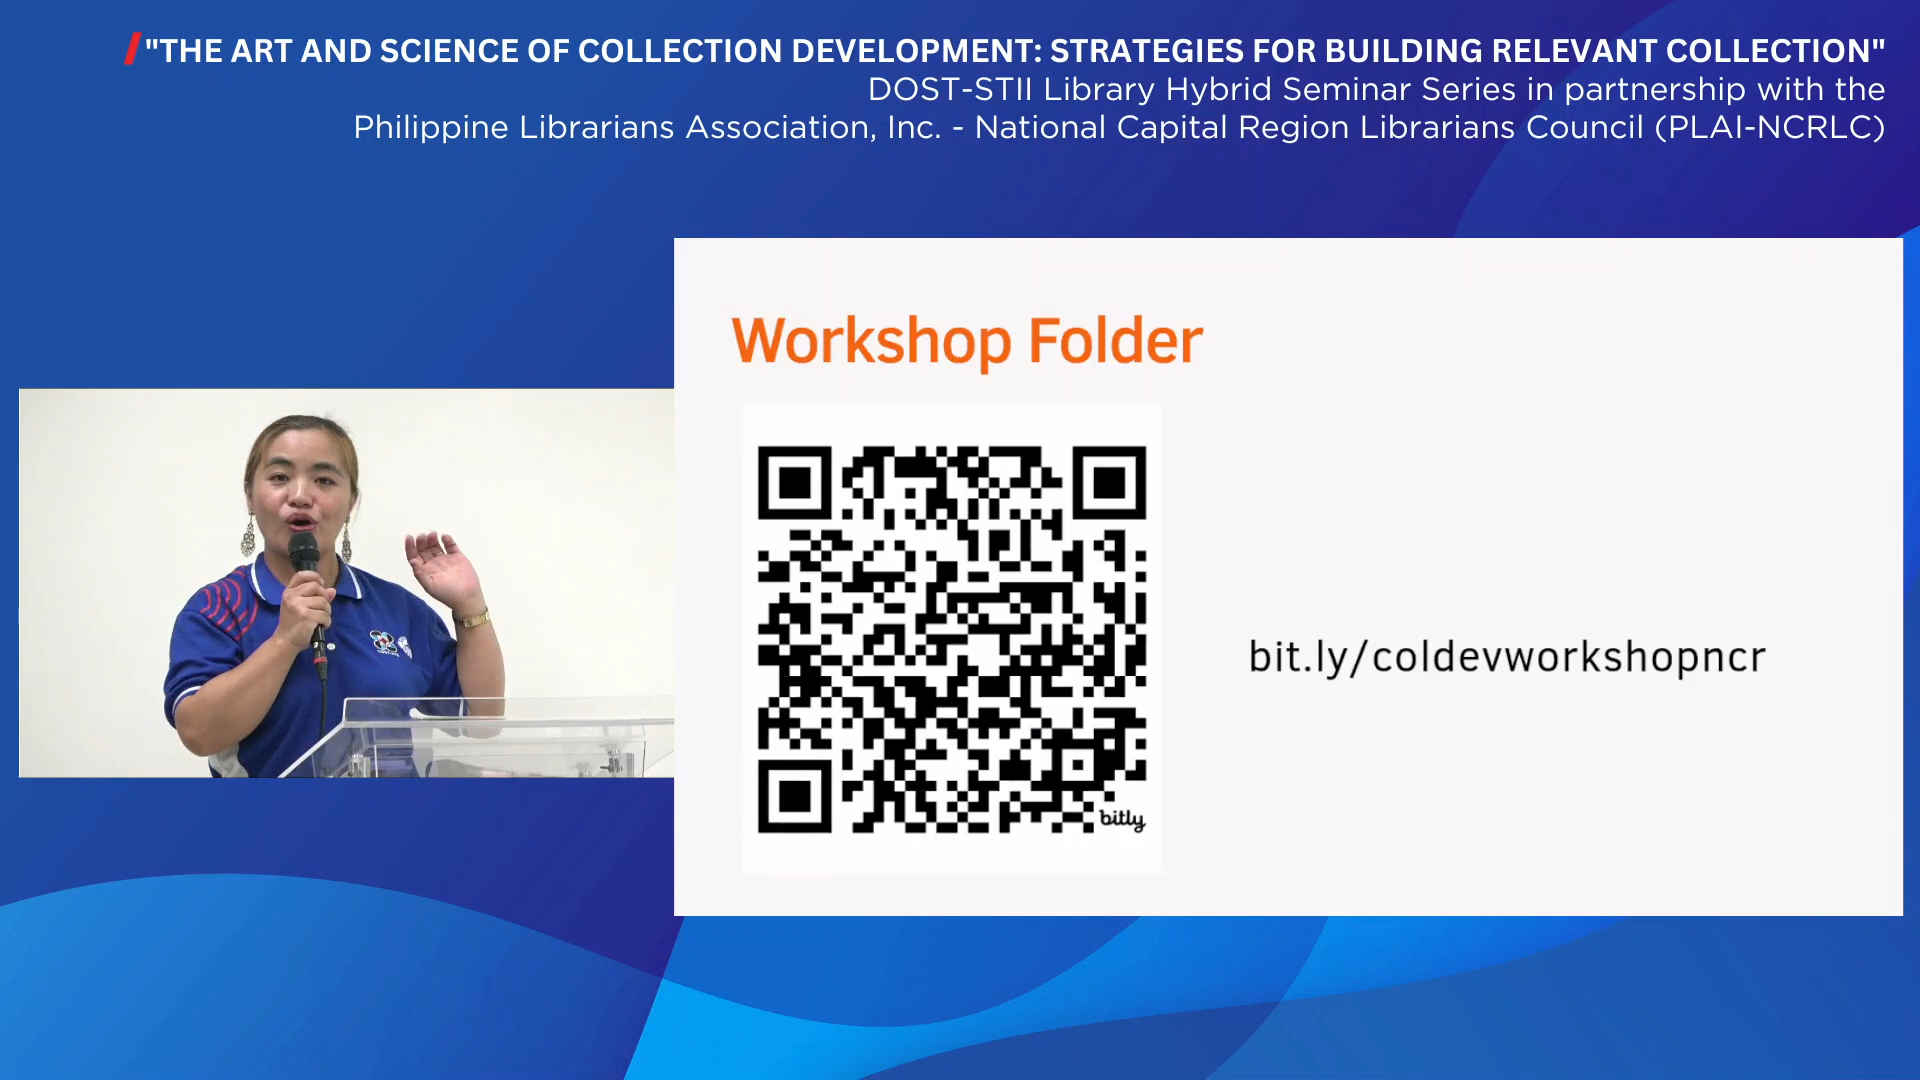 "THE ART AND SCIENCE OF COLLECTION DEVELOPMENT: STRATEGIES FOR BUILDING RELEVANT COLLECTION"
DOST-STII Library Hybrid Seminar Series in partnership with the
Philippine Librarians Association, Inc. - National Capital Region Librarians Council (PLAI-NCRLC)
Workshop Folder
bit.ly/coldevworkshopncr
bitly